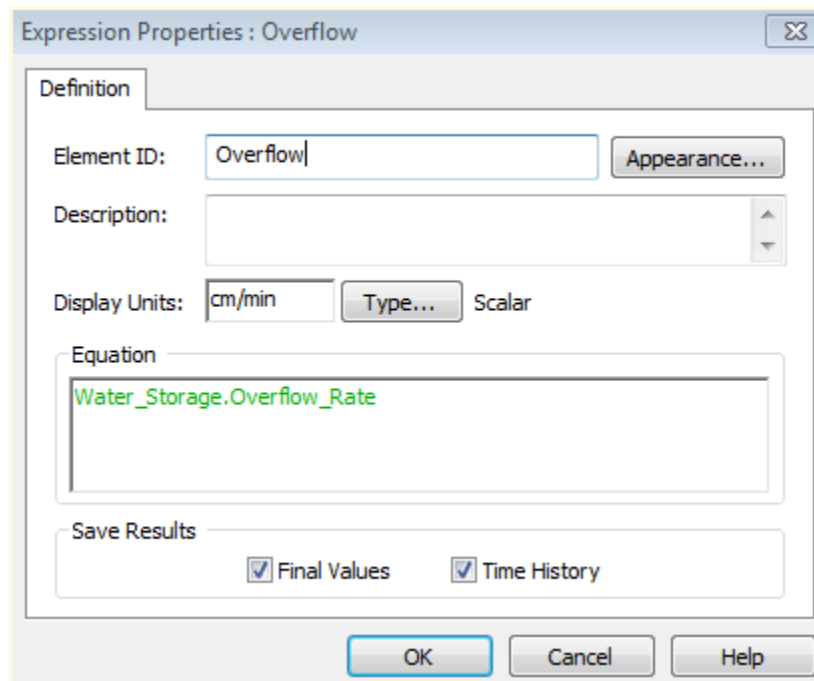 Expression Properties : Overflow
Definition
Element ID: Overflow Appearance...
Description:
Display Units: cm/min Type... Scalar
Equation
Water_Storage.Overflow_Rate
Save Results
Final Values Time History
OK Cancel Help